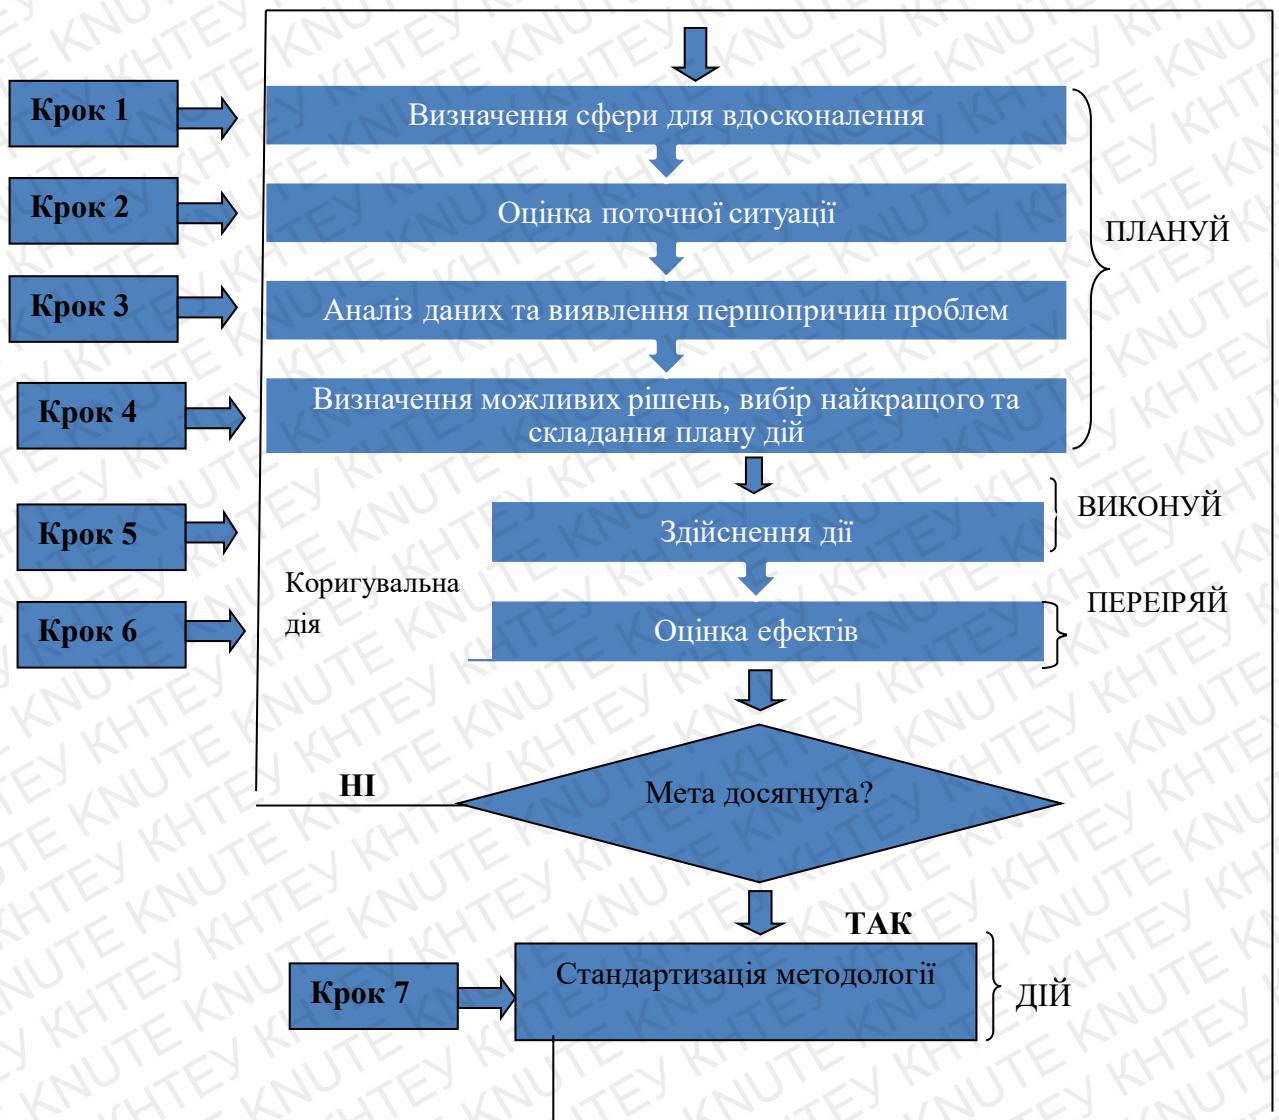 Крок 1
Визначення сфери для вдосконалення
Крок 2
Оцінка поточної ситуації
ПЛАНУЙ
Крок 3
Аналіз даних та виявлення першопричин проблем
Крок 4
Визначення можливих рішень, вибір найкращого та
складання плану дій
Крок 5
Здійснення дії
ВИКОНУЙ
Коригувальна
дія
Крок 6
Оцінка ефектів
ПЕРЕІРЯЙ
НІ
Мета досягнута?
ТАК
Крок 7
Стандартизація методології
ДІЙ
KNUTE КНТЕУ